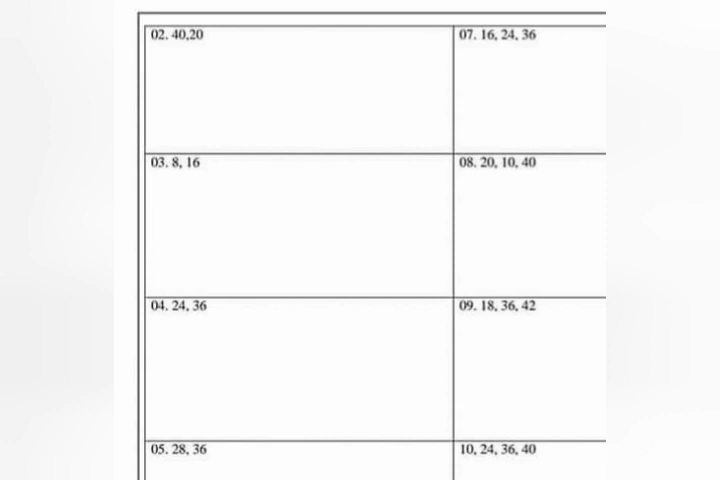 02. 40,20
07. 16, 24, 36
03. 8, 16
08. 20, 10, 40
04. 24, 36
09. 18, 36, 42
05. 28, 36
10, 24, 36, 40